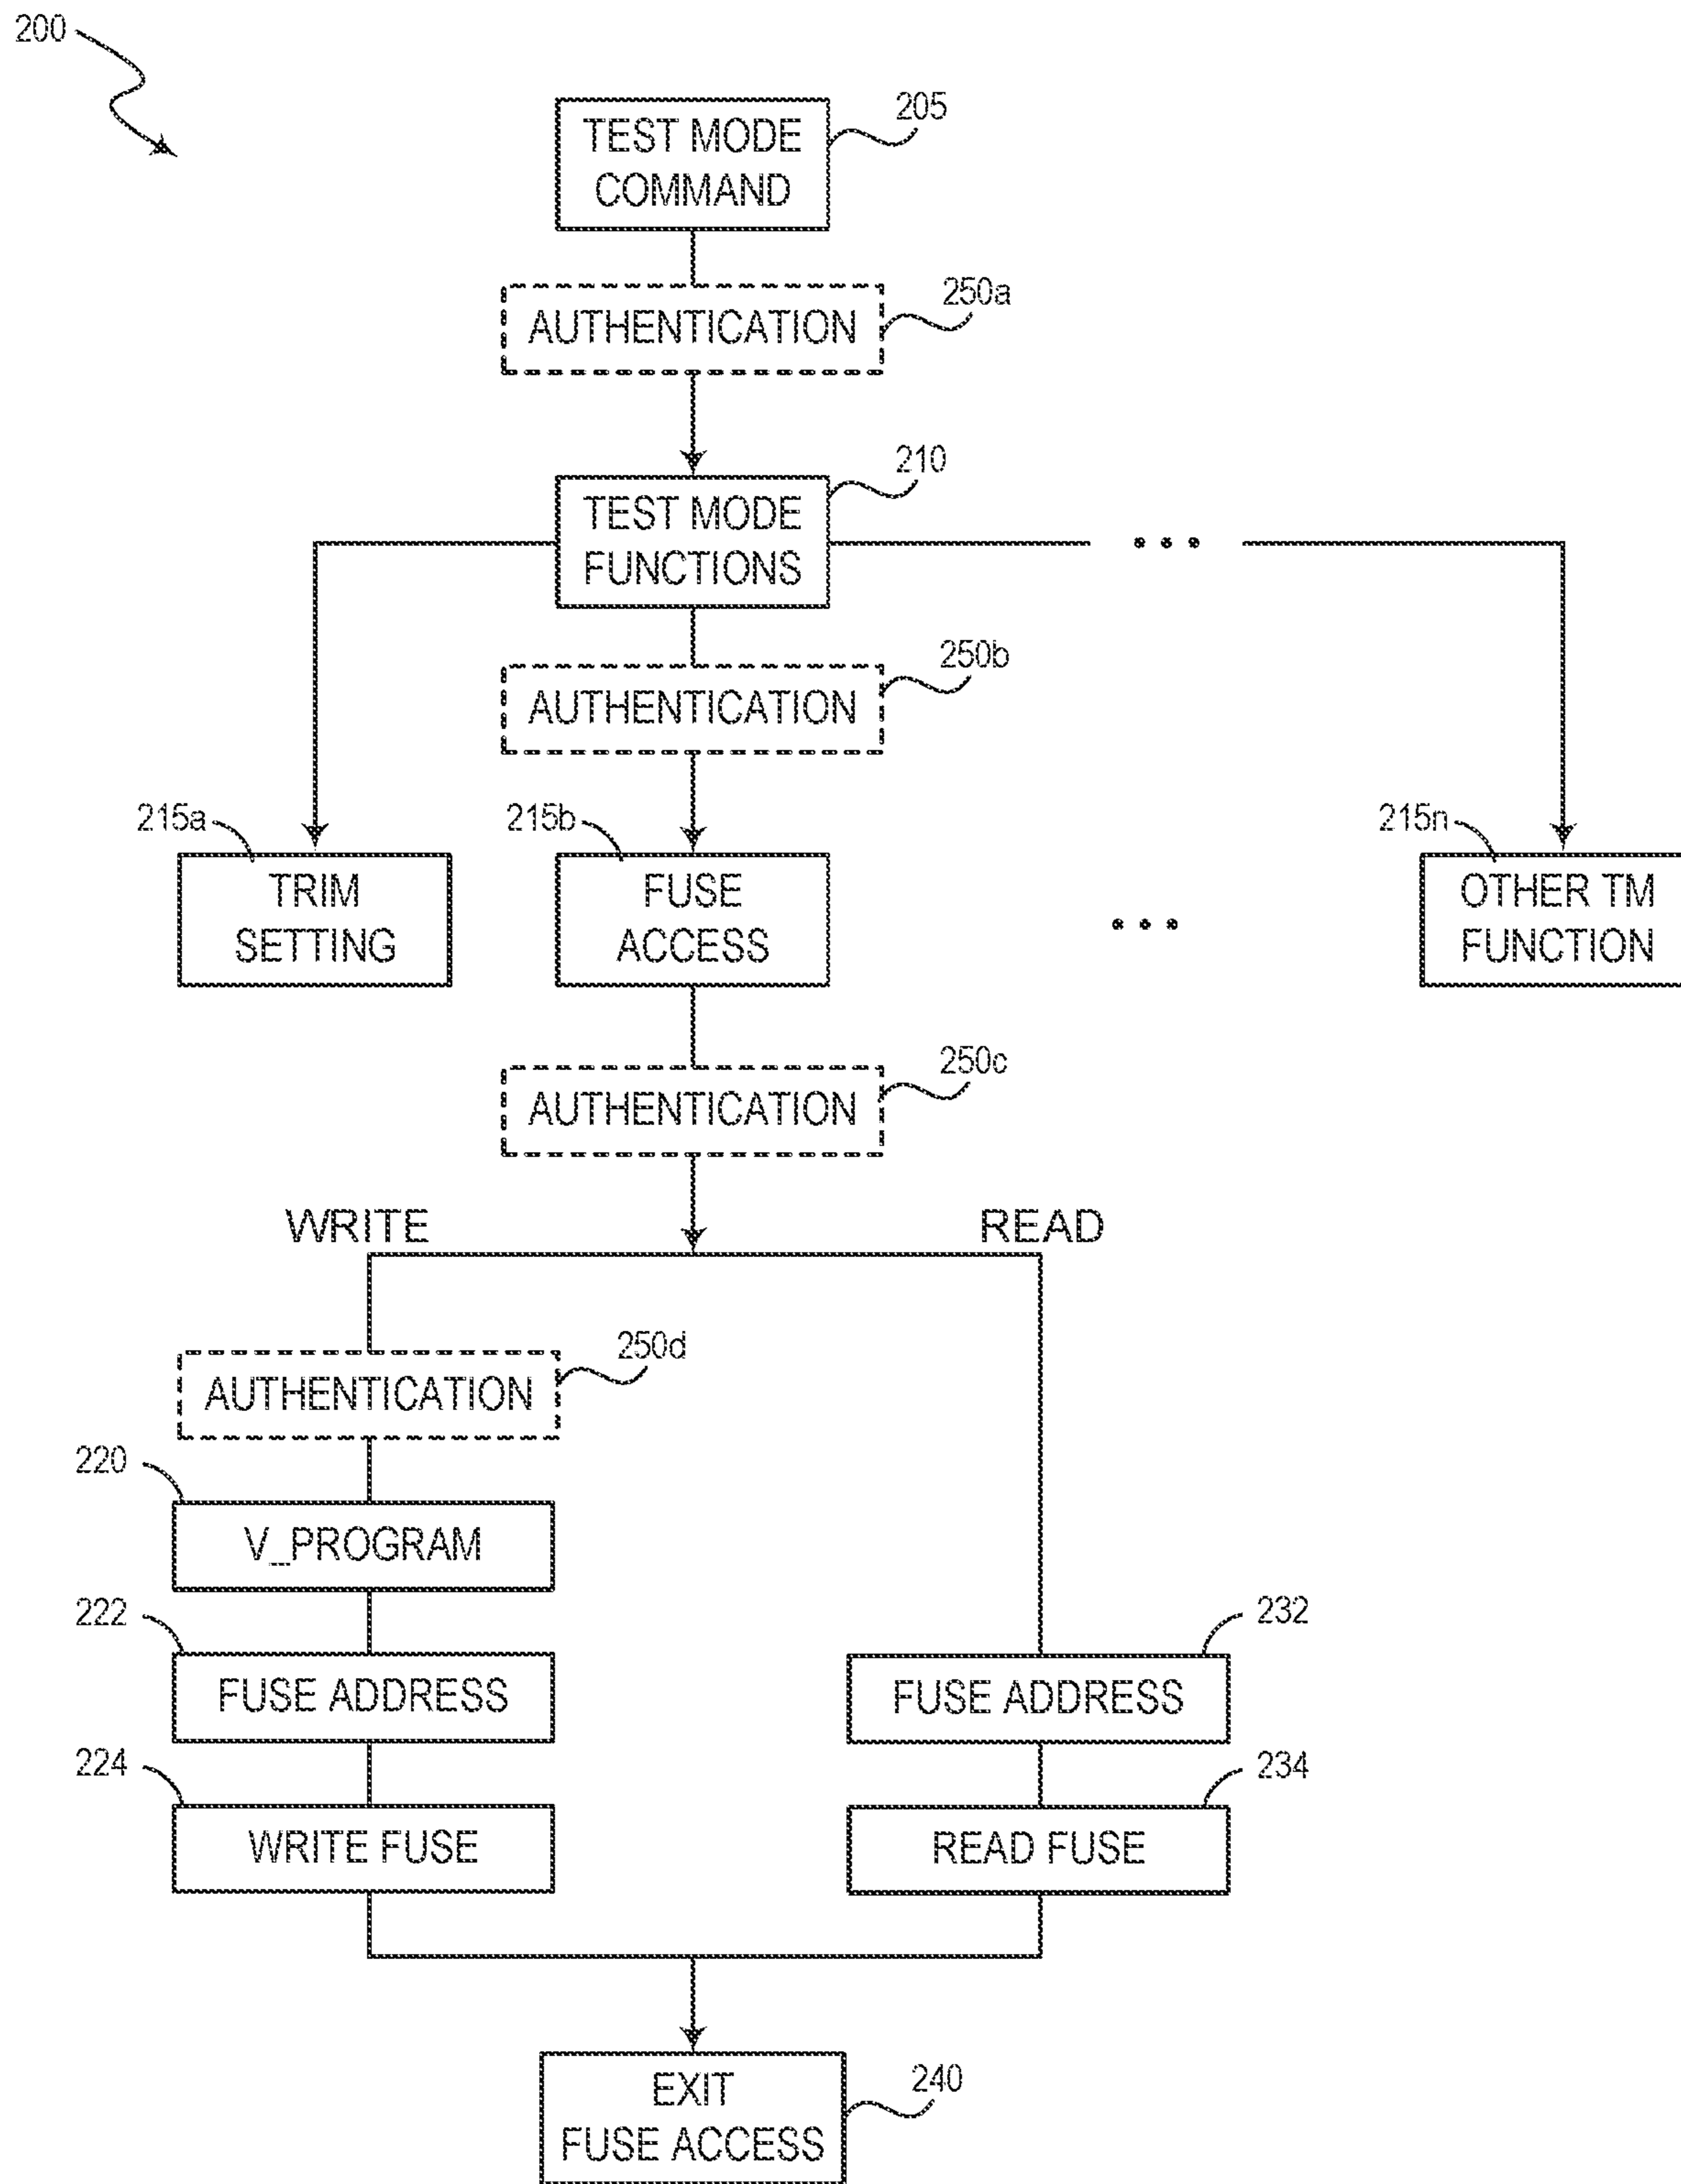 200
205
TEST MODE
COMMAND
250a
AUTHENTICATION
210
TEST MODE
FUNCTIONS
250b
AUTHENTICATION
215a
215b
215n
TRIM
SETTING
FUSE
ACCESS
OTHER TM
FUNCTION
250c
AUTHENTICATION
WRITE
READ
250d
AUTHENTICATION
220
V_PROGRAM
222
FUSE ADDRESS
232
FUSE ADDRESS
224
WRITE FUSE
234
READ FUSE
240
EXIT
FUSE ACCESS